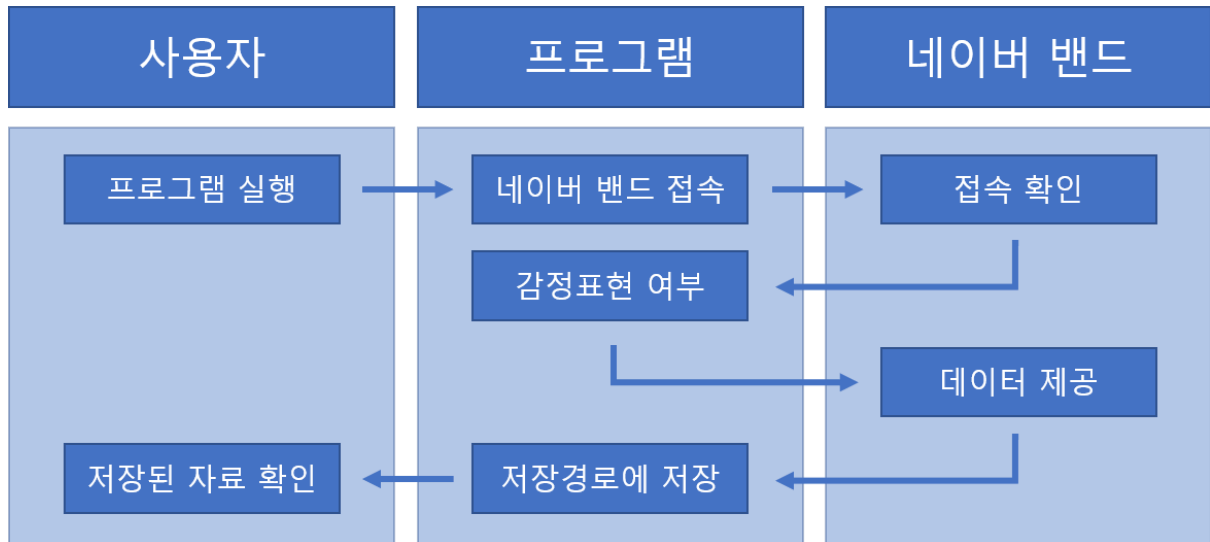 사용자
프로그램
네이버 밴드
프로그램 실행
네이버 밴드 접속
접속 확인
감정표현 여부
데이터 제공
저장된 자료 확인
저장경로에 저장